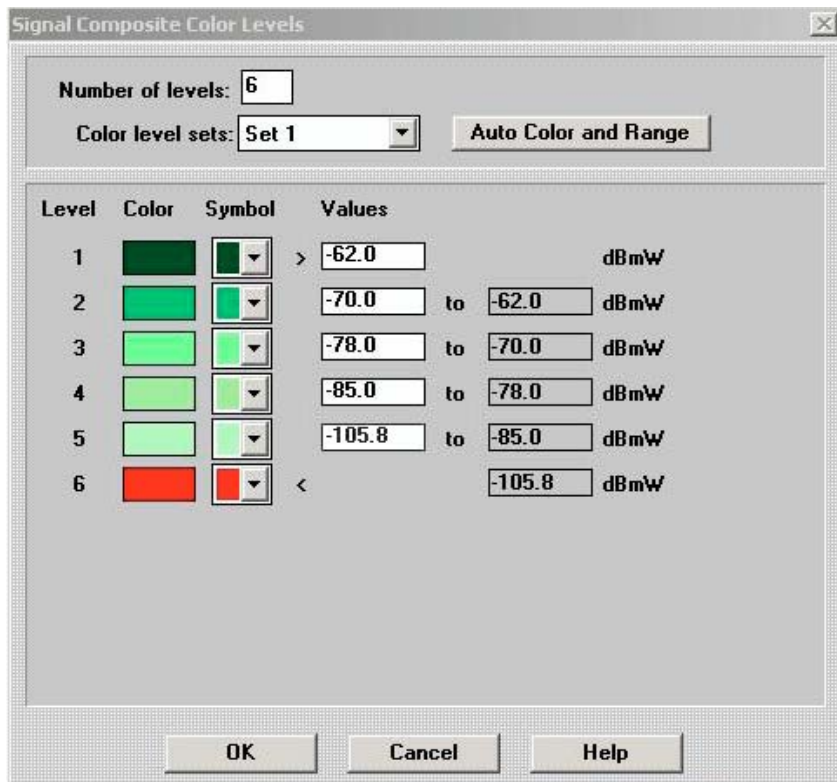 Signal Composite Color Levels
Number of levels: 6
Color level sets: Set 1 Auto Color and Range
Level Color Symbol Values
1 > -62.0 dBmW
2 -70.0 to -62.0 dBmW
3 -78.0 to -70.0 dBmW
4 -85.0 to -78.0 dBmW
5 -105.8 to -85.0 dBmW
6 < -105.8 dBmW
OK Cancel Help